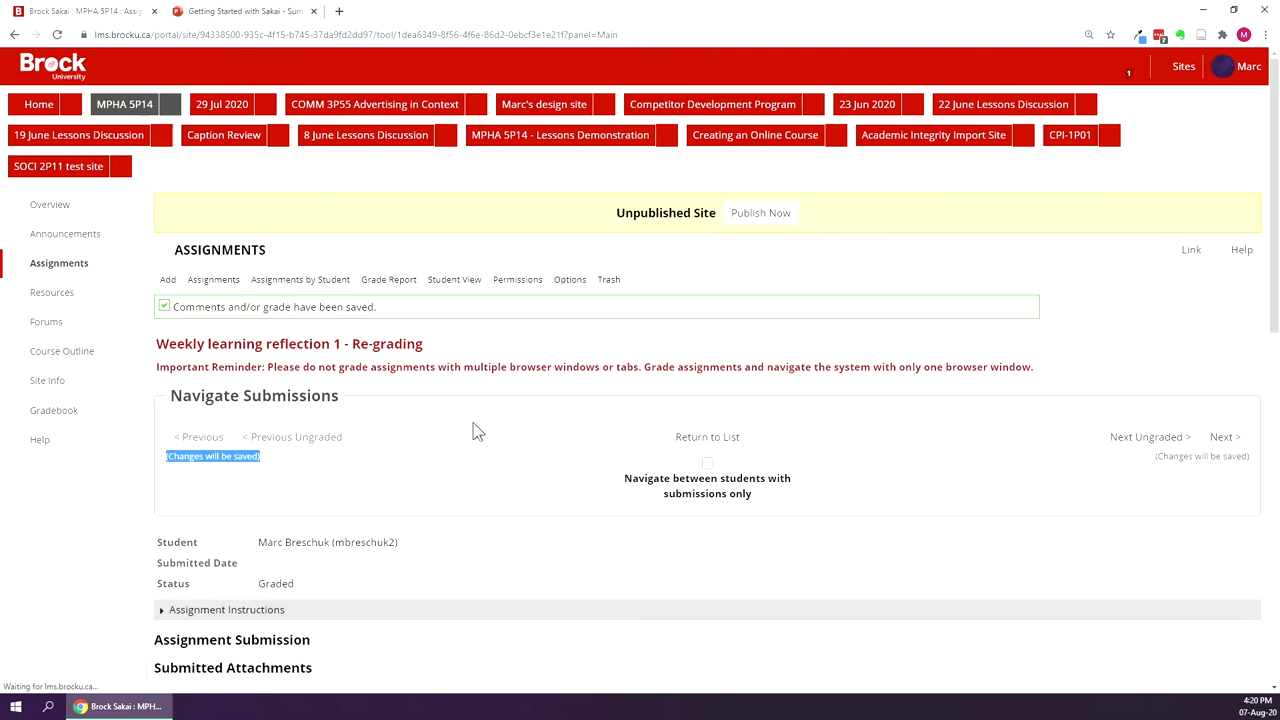 Brock Sakai : MPHA 5P14 : Assig
Getting Started with Sakai - Sum
lms.brocku.ca/portal/site/94338500-935c-4f15-b745-37da9fd2dd97/tool/1dea6349-8f56-4f6e-86d2-0ebcf3e1e21f?panel=Main
Brock
University
1
Sites
Marc
Home
MPHA 5P14
29 Jul 2020
COMM 3P55 Advertising in Context
Marc's design site
Competitor Development Program
23 Jun 2020
22 June Lessons Discussion
19 June Lessons Discussion
Caption Review
8 June Lessons Discussion
MPHA 5P14 - Lessons Demonstration
Creating an Online Course
Academic Integrity Import Site
CPI-1P01
SOCI 2P11 test site
Overview
Announcements
Assignments
Resources
Forums
Course Outline
Site Info
Gradebook
Help
Unpublished Site
Publish Now
ASSIGNMENTS
Link
Help
Add
Assignments
Assignments by Student
Grade Report
Student View
Permissions
Options
Trash
Comments and/or grade have been saved.
Weekly learning reflection 1 - Re-grading
Important Reminder: Please do not grade assignments with multiple browser windows or tabs. Grade assignments and navigate the system with only one browser window.
Navigate Submissions
< Previous
< Previous Ungraded
Return to List
Next Ungraded >
Next >
(Changes will be saved)
(Changes will be saved)
Navigate between students with
submissions only
Student Marc Breschuk (mbreschuk2)
Submitted Date
Status Graded
Assignment Instructions
Assignment Submission
Submitted Attachments
Waiting for lms.brocku.ca...
Brock Sakai : MPH...
4:20 PM
07-Aug-20